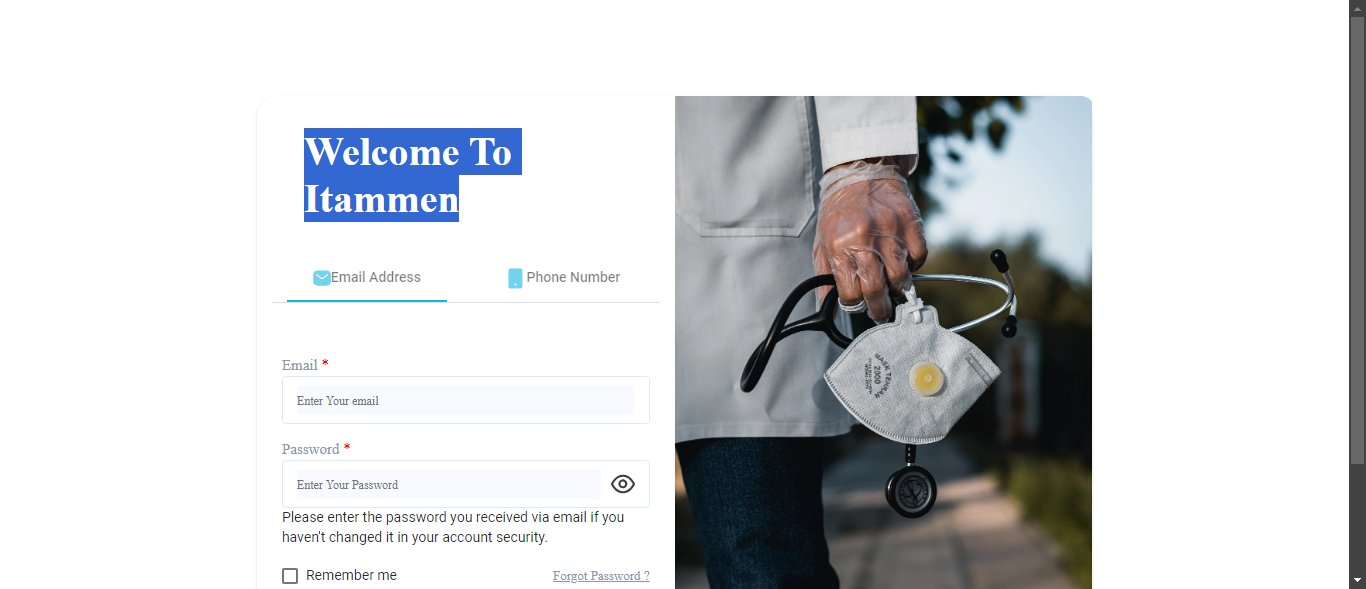 Welcome To
Itammen
Email Address
Phone Number
Email *
Enter Your email
Password *
Enter Your Password
Please enter the password you received via email if you
haven't changed it in your account security.
Remember me
Forgot Password ?
2000